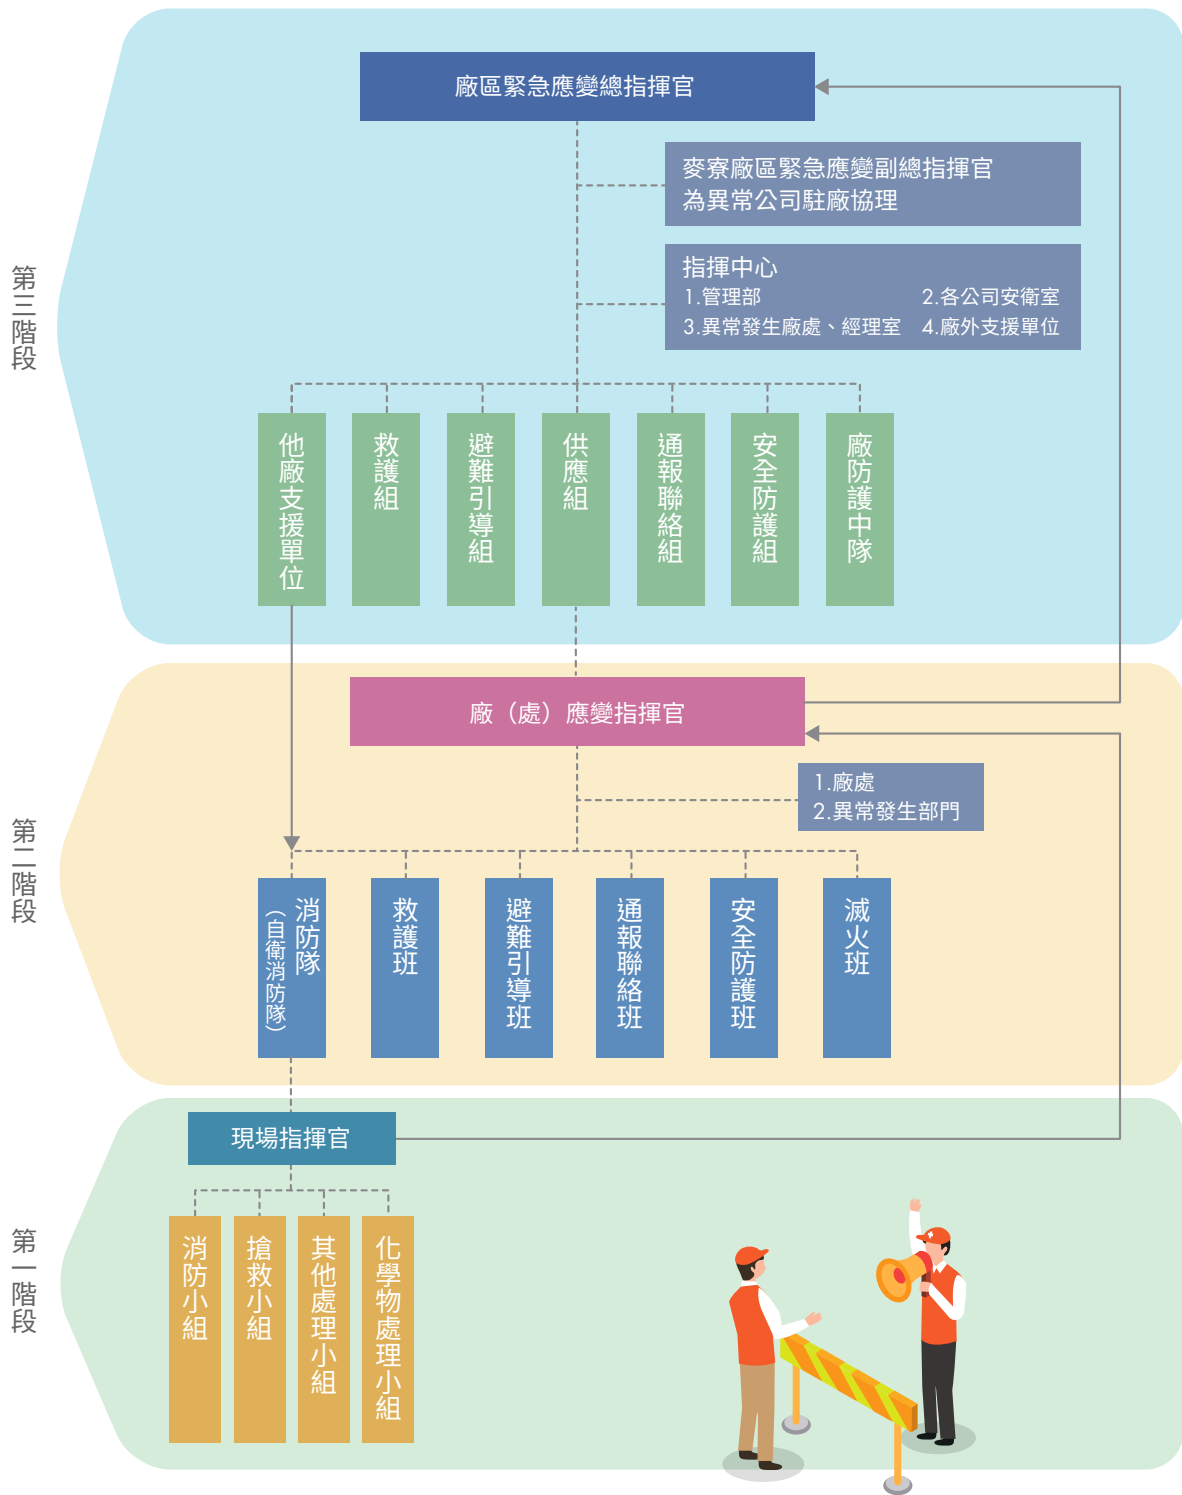 第三階段
廠區緊急應變總指揮官
麥寮廠區緊急應變副總指揮官
為異常公司駐廠協理
指揮中心
1.管理部
2.各公司安衛室
3.異常發生廠處、經理室
4.廠外支援單位
他廠支援單位
救護組
避難引導組
供應組
通報聯絡組
安全防護組
廠防護中隊
第二階段
廠（處）應變指揮官
1.廠處
2.異常發生部門
消防隊
（自衛消防隊）
救護班
避難引導班
通報聯絡班
安全防護班
滅火班
第一階段
現場指揮官
消防小組
搶救小組
其他處理小組
化學物處理小組